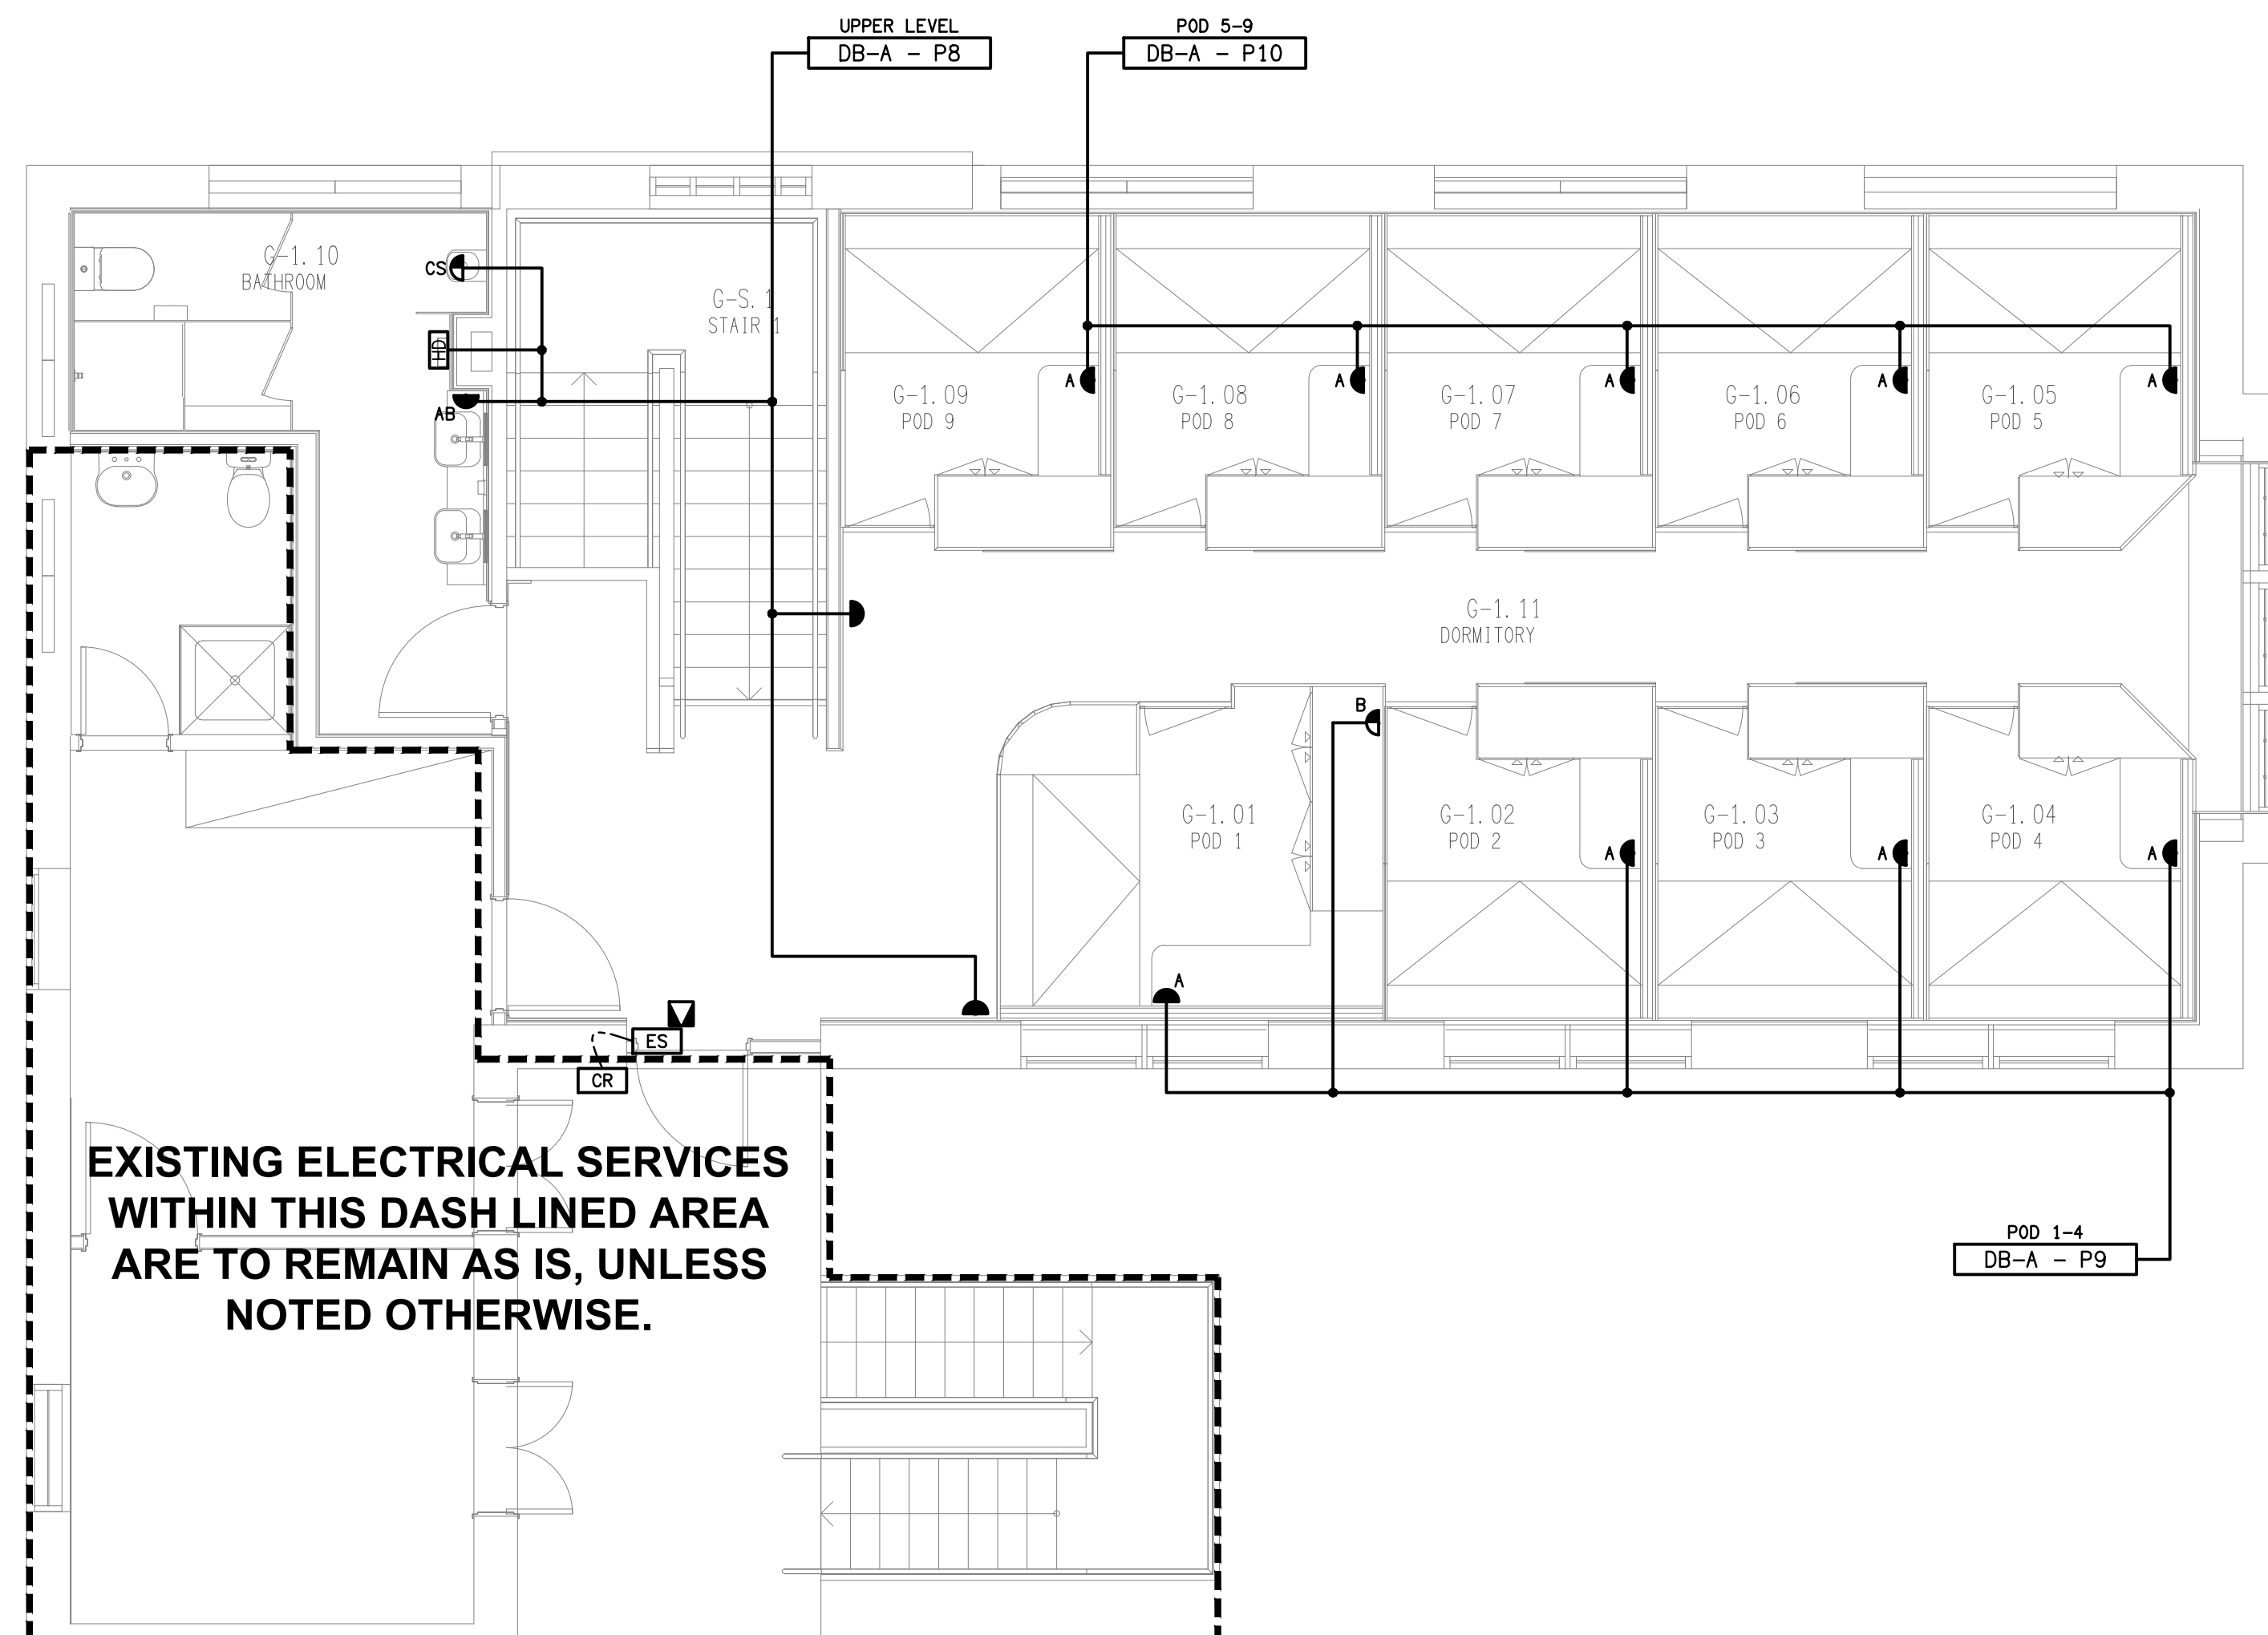 UPPER LEVEL
DB-A - P8
POD 5-9
DB-A - P10
G-1.10
BATHROOM
CS
HD
AB
G-S.1
STAIR 1
A
G-1.09
POD 9
A
G-1.08
POD 8
A
G-1.07
POD 7
A
G-1.06
POD 6
A
G-1.05
POD 5
G-1.11
DORMITORY
B
G-1.01
POD 1
A
G-1.02
POD 2
A
G-1.03
POD 3
A
G-1.04
POD 4
A
ES
CR
EXISTING ELECTRICAL SERVICES
WITHIN THIS DASH LINED AREA
ARE TO REMAIN AS IS, UNLESS
NOTED OTHERWISE.
POD 1-4
DB-A - P9